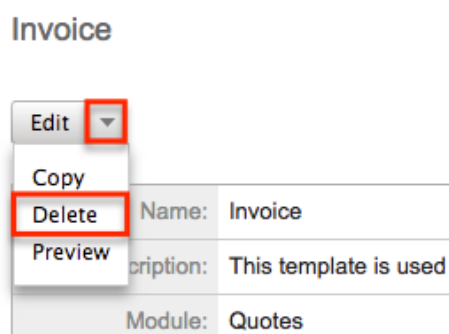 Invoice
Edit
Copy
Delete
Preview
Name: Invoice
cription: This template is used
Module: Quotes